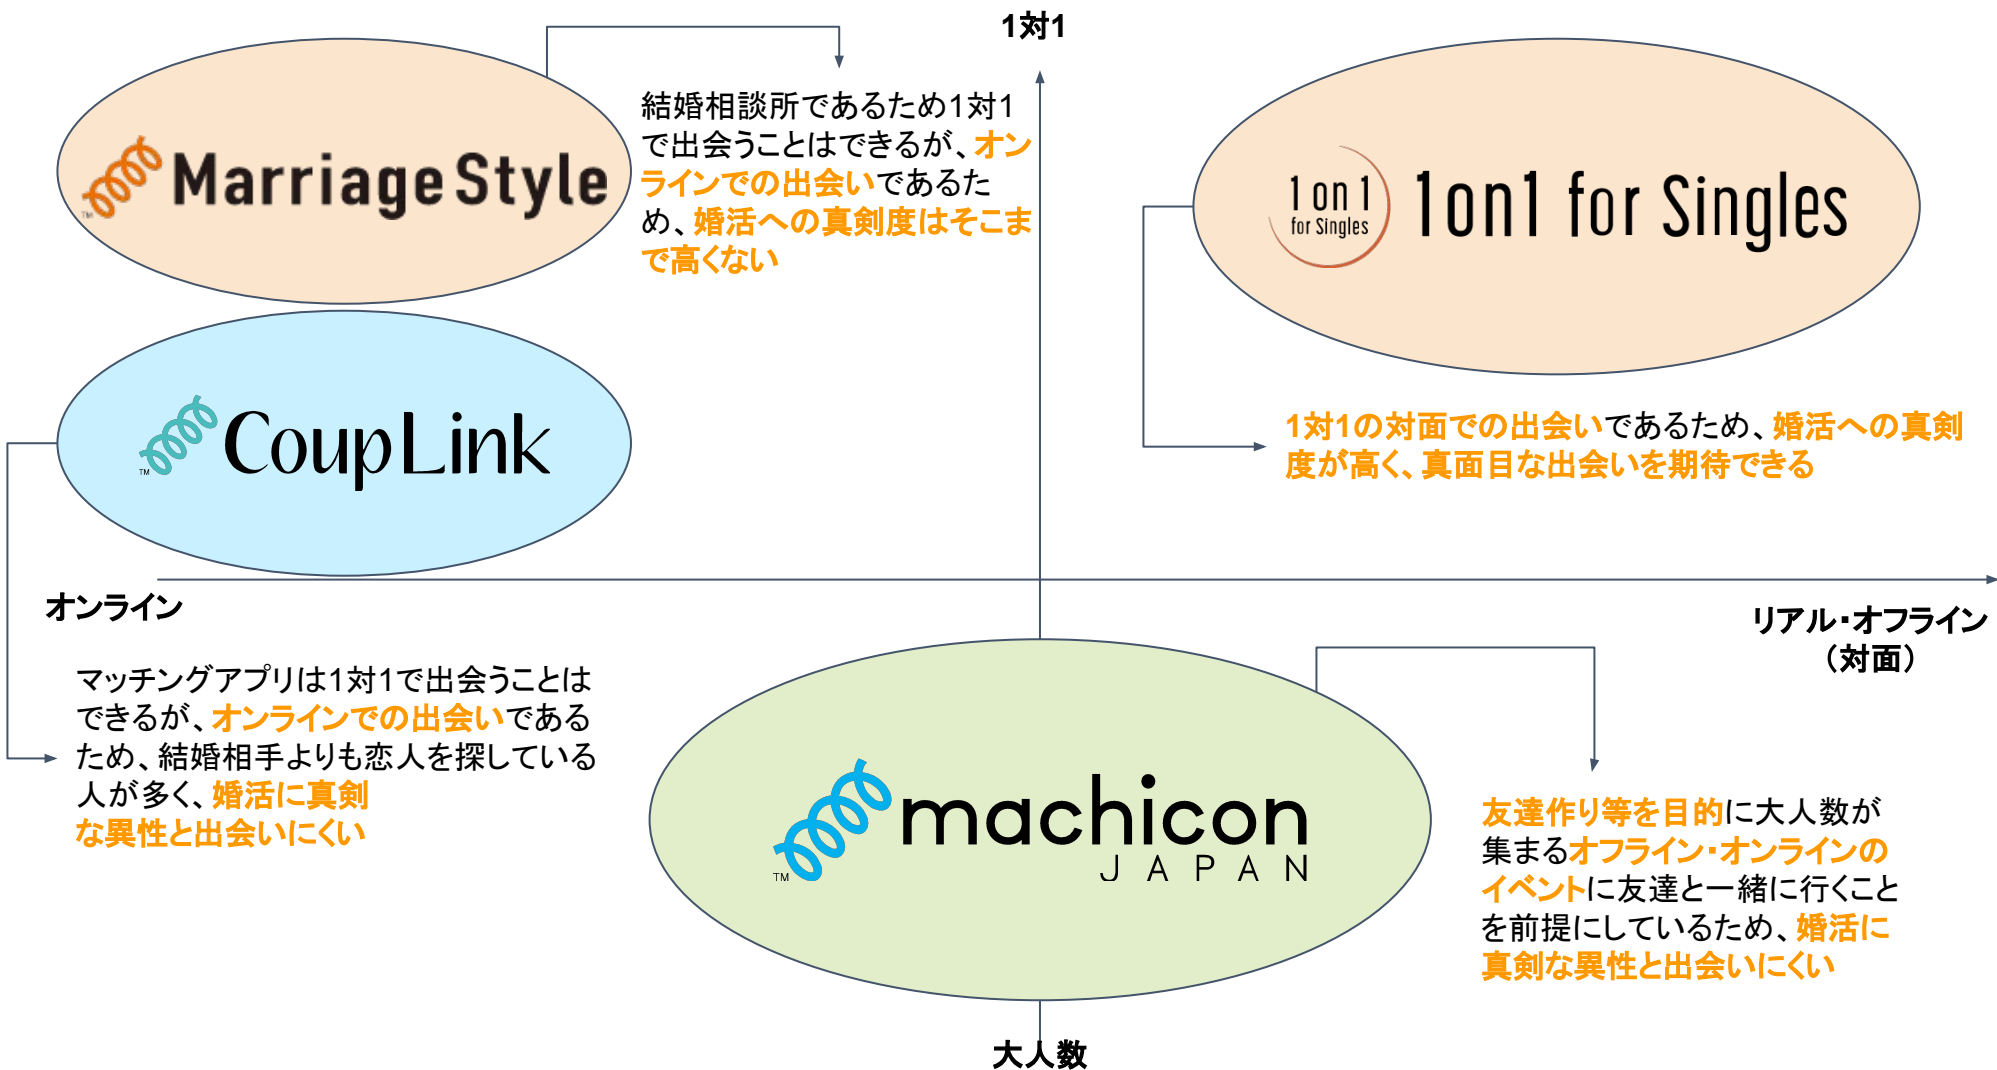 1対1
結婚相談所であるため1対1
で出会うことはできるが、オン
ラインでの出会いであるた
め、婚活への真剣度はそこま
で高くない
™ Marriage Style
1 on 1
for Singles
1on1 for Singles
™ CoupLink
1対1の対面での出会いであるため、婚活への真剣
度が高く、真面目な出会いを期待できる
オンライン
リアル・オフライン
（対面）
マッチングアプリは1対1で出会うことは
できるが、オンラインでの出会いである
ため、結婚相手よりも恋人を探している
人が多く、婚活に真剣
な異性と出会いにくい
™ machicon
JAPAN
友達作り等を目的に大人数が
集まるオフライン・オンラインの
イベントに友達と一緒に行くこと
を前提にしているため、婚活に
真剣な異性と出会いにくい
大人数